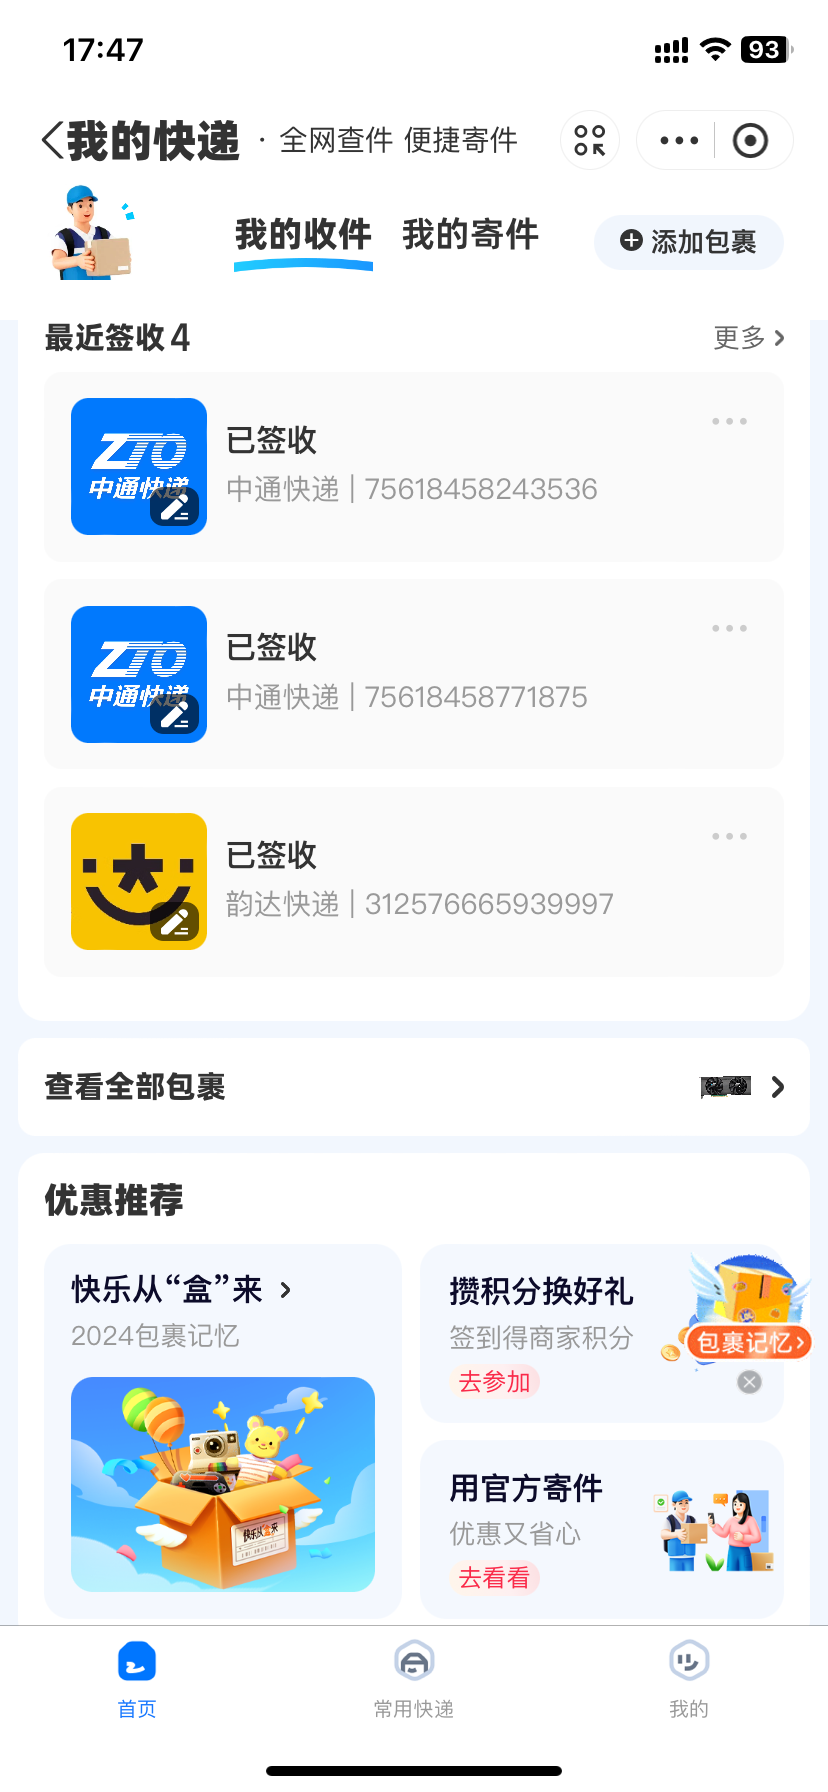 17:47
93
我的快递 · 全网查件 便捷寄件
我的收件
我的寄件
添加包裹
最近签收4
更多
ZTO
中通快递
已签收
中通快递 | 75618458243536
ZTO
中通快递
已签收
中通快递 | 75618458771875
已签收
韵达快递 | 312576665939997
查看全部包裹
优惠推荐
快乐从“盒”来
2024包裹记忆
快乐从盒来
攒积分换好礼
签到得商家积分
去参加
包裹记忆
用官方寄件
优惠又省心
去看看
首页
常用快递
我的